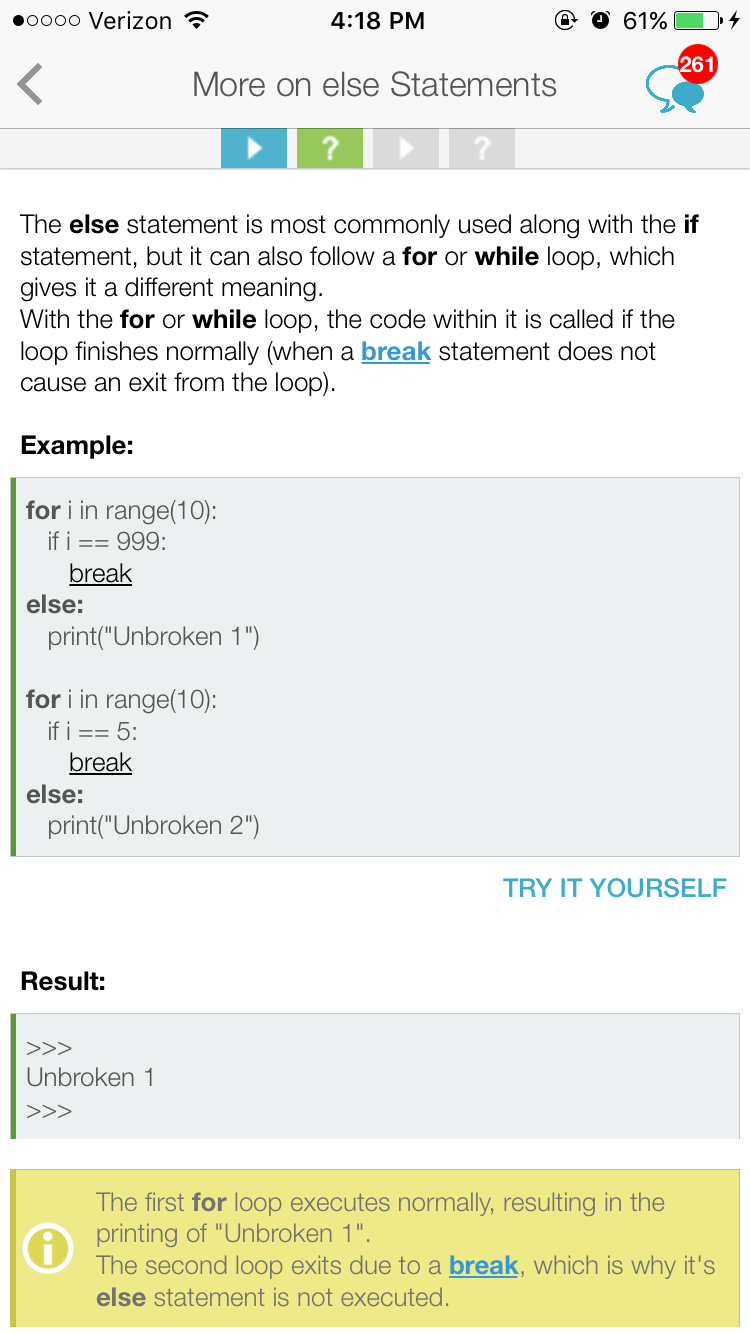 Verizon 4:18 PM 61%
More on else Statements 261
? ?
The else statement is most commonly used along with the if
statement, but it can also follow a for or while loop, which
gives it a different meaning.
With the for or while loop, the code within it is called if the
loop finishes normally (when a break statement does not
cause an exit from the loop).
Example:
for i in range(10):
if i == 999:
break
else:
print("Unbroken 1")
for i in range(10):
if i == 5:
break
else:
print("Unbroken 2")
TRY IT YOURSELF
Result:
>>>
Unbroken 1
>>>
The first for loop executes normally, resulting in the
printing of "Unbroken 1".
The second loop exits due to a break, which is why it's
else statement is not executed.